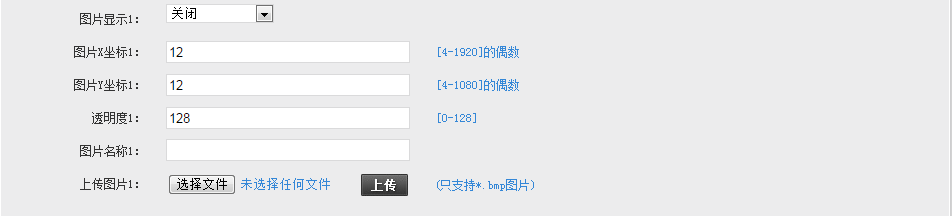 图片显示1： 关闭
图片X坐标1： 12 [4-1920]的偶数
图片Y坐标1： 12 [4-1080]的偶数
透明度1： 128 [0-128]
图片名称1：
上传图片1： 选择文件 未选择任何文件 上传 (只支持*.bmp图片)